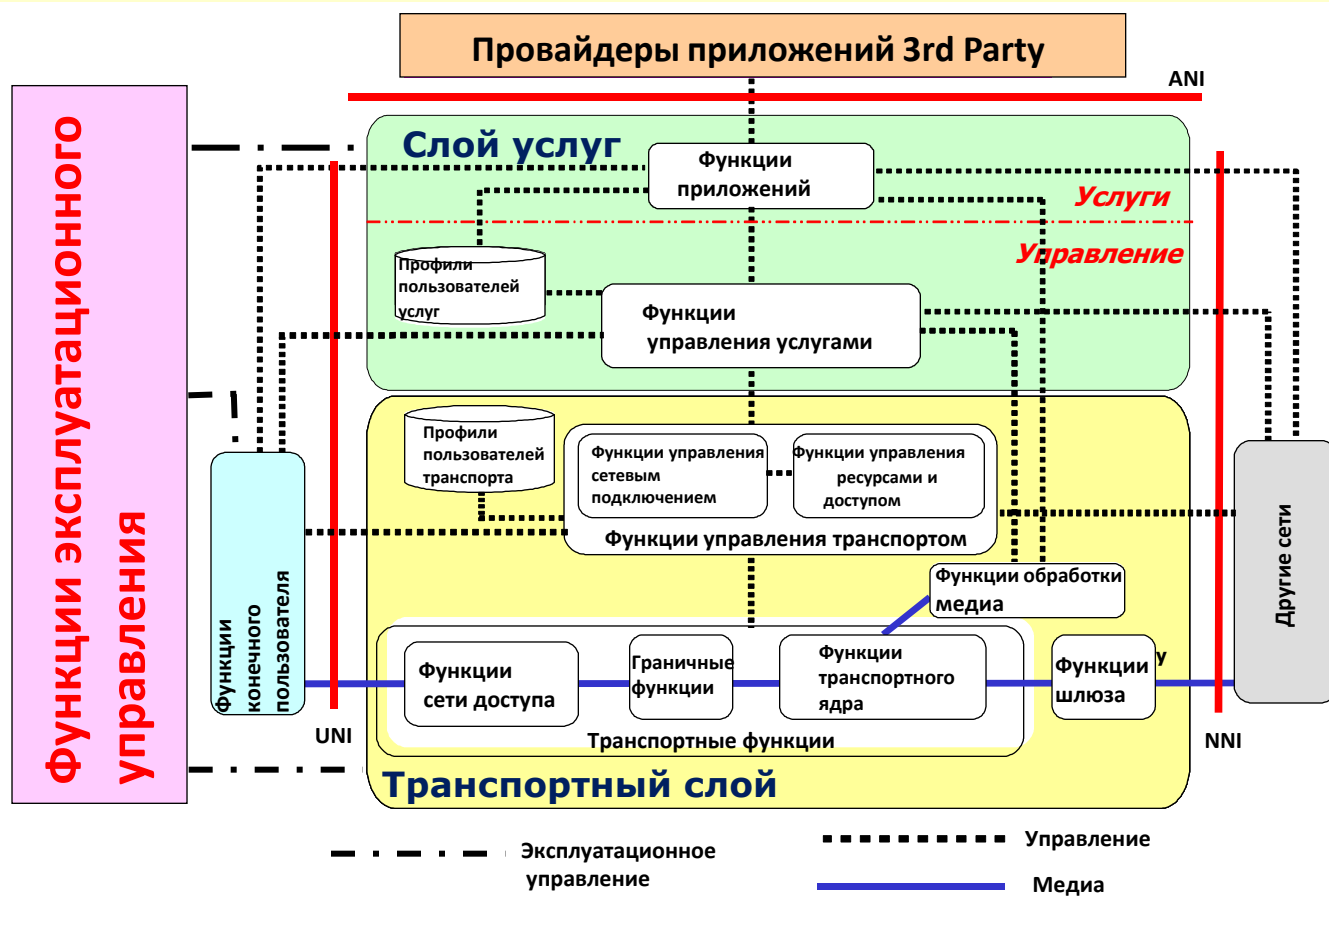 Провайдеры приложений 3rd Party
ANI
Функции эксплуатационного
управления
Слой услуг
Функции
приложений
Услуги
Управление
Профили
пользователей
услуг
Функции
управления услугами
Профили
пользователей
транспорта
Функции управления
сетевым
подключением
Функции управления
ресурсами и
доступом
Функции управления транспортом
Функции обработки
медиа
Функции
конечного
пользователя
Другие сети
Функции
сети доступа
Граничные
функции
Функции
транспортного
ядра
Функции
у
шлюза
Транспортные функции
UNI
NNI
Транспортный слой
Эксплуатационное
управление
Управление
Медиа